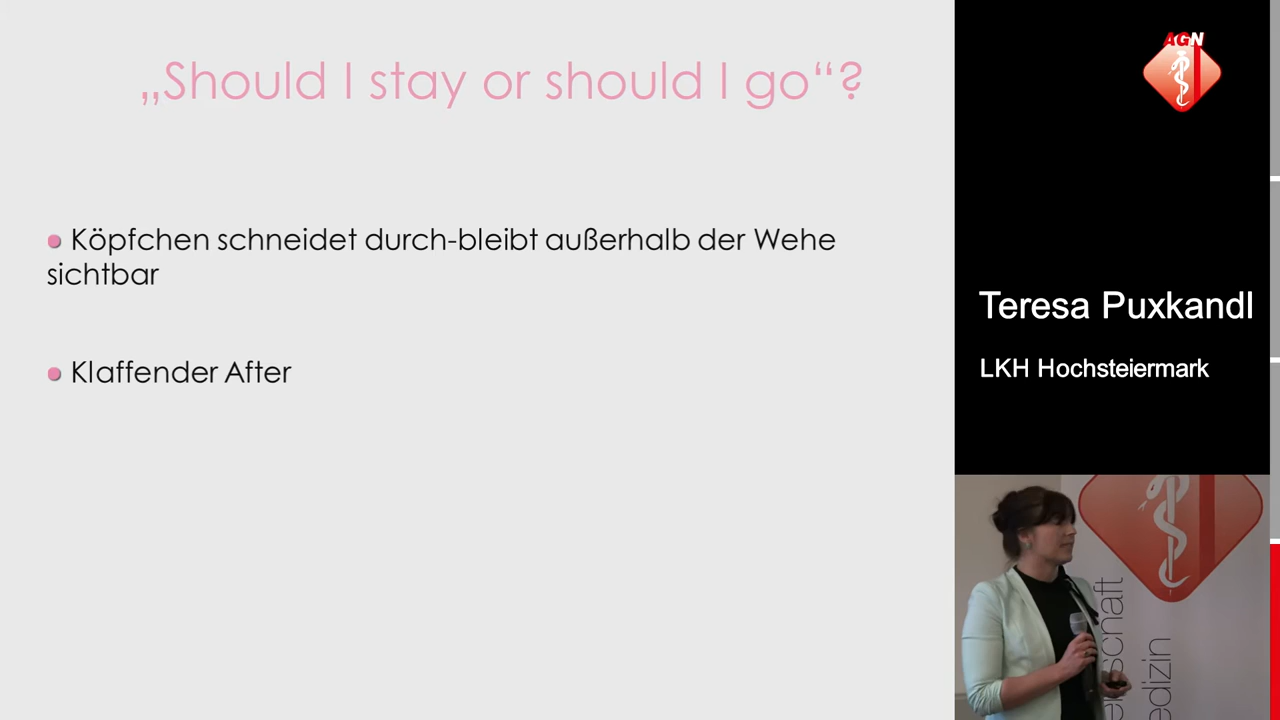 „Should I stay or should I go“?
Köpfchen schneidet durch-bleibt außerhalb der Wehe
sichtbar
Klaffender After
AGN
Teresa Puxkandl
LKH Hochsteiermark